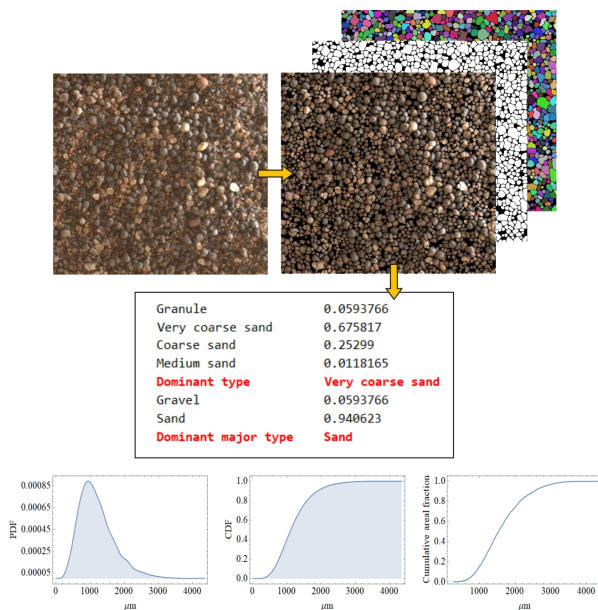 Granule 0.0593766
Very coarse sand 0.675817
Coarse sand 0.25299
Medium sand 0.0118165
Dominant type Very coarse sand
Gravel 0.0593766
Sand 0.940623
Dominant major type Sand
PDF
0.00085
0.00065
0.00045
0.00025
0.00005
0 1000 2000 3000 4000
μm
CDF
1.0
0.8
0.6
0.4
0.2
0.0
0 1000 2000 3000 4000
μm
Cumulative areal fraction
1.0
0.8
0.6
0.4
0.2
0.0
1000 2000 3000 4000
μm